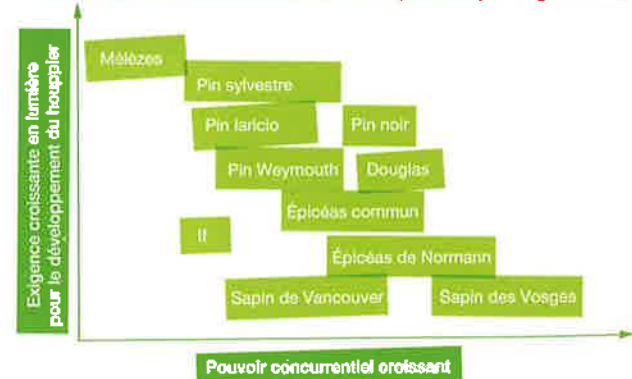 Exigence croissante en lumière
pour le développement du houppier
Mélèzes
Pin sylvestre
Pin laricio
Pin noir
Pin Weymouth
Douglas
Épicéas commun
If
Épicéas de Normann
Sapin de Vancouver
Sapin des Vosges
Pouvoir concurrentiel croissant